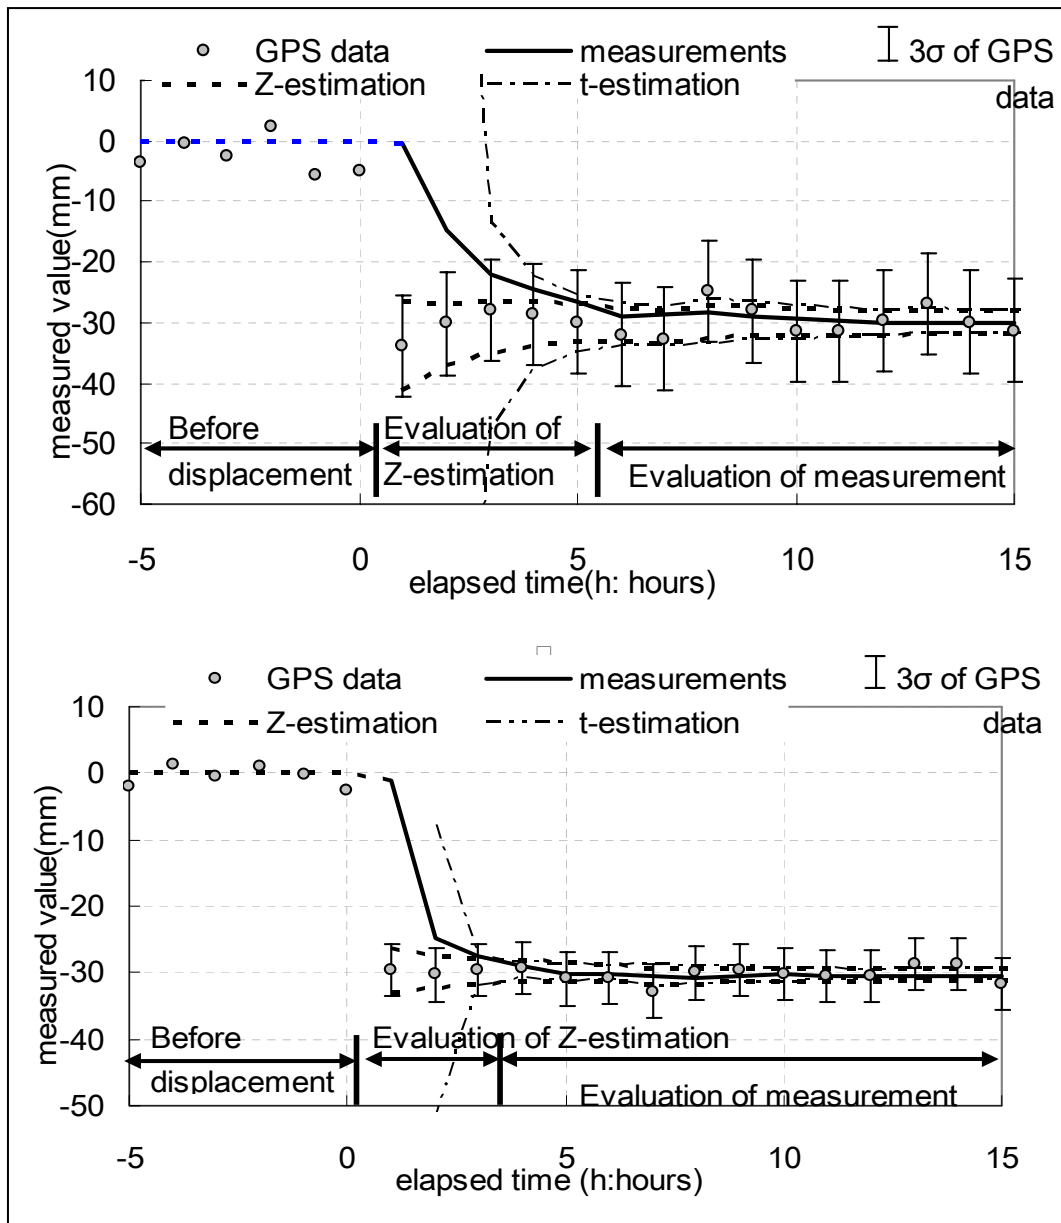 GPS data measurements 3σ of GPS
Z-estimation t-estimation data
10
0
-10
-20
-30
-40
-50
-60
measured value(mm)
Before Evaluation of
displacement Z-estimation Evaluation of measurement
-5 0 5 10 15
elapsed time(h: hours)
GPS data measurements 3σ of GPS
Z-estimation t-estimation data
10
0
-10
-20
-30
-40
-50
measured value(mm)
Before Evaluation of Z-estimation
displacement Evaluation of measurement
-5 0 5 10 15
elapsed time (h:hours)